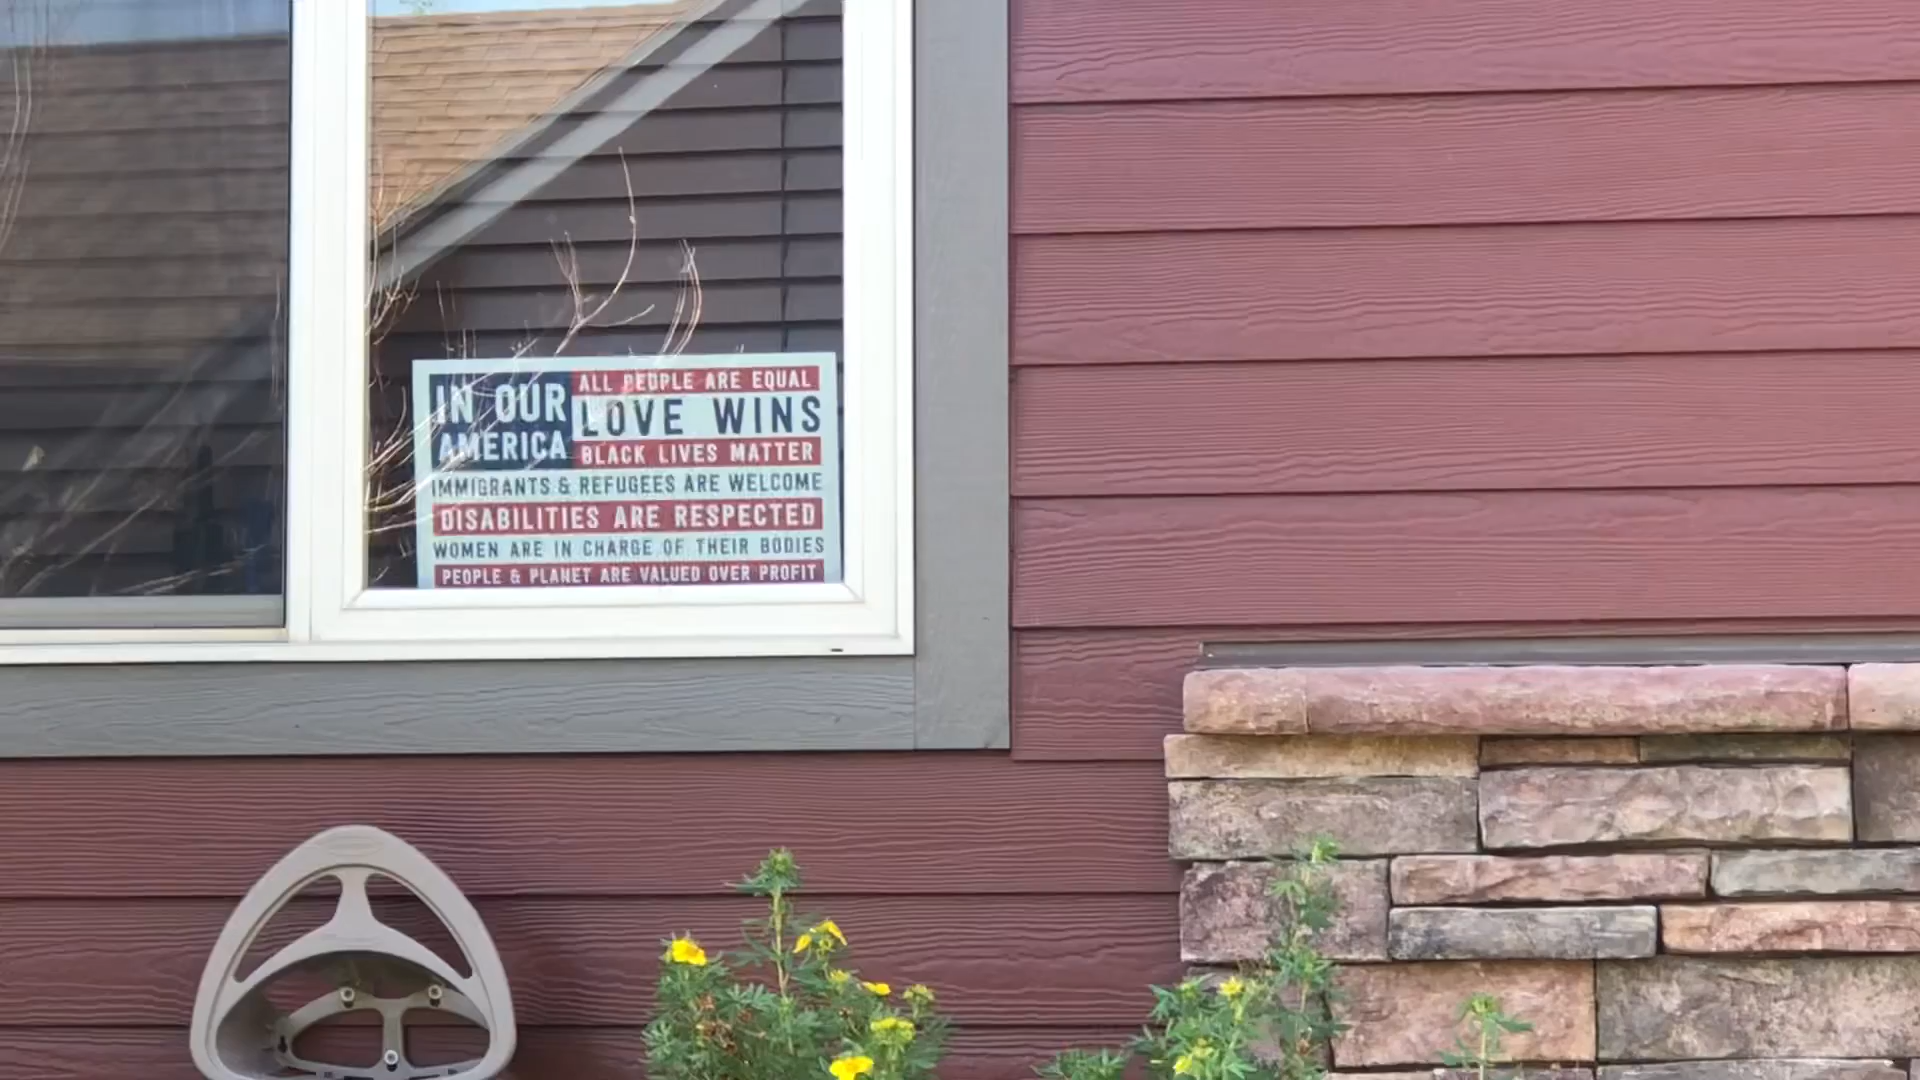 IN OUR
AMERICA
ALL PEOPLE ARE EQUAL
LOVE WINS
BLACK LIVES MATTER
IMMIGRANTS & REFUGEES ARE WELCOME
DISABILITIES ARE RESPECTED
WOMEN ARE IN CHARGE OF THEIR BODIES
PEOPLE & PLANET ARE VALUED OVER PROFIT